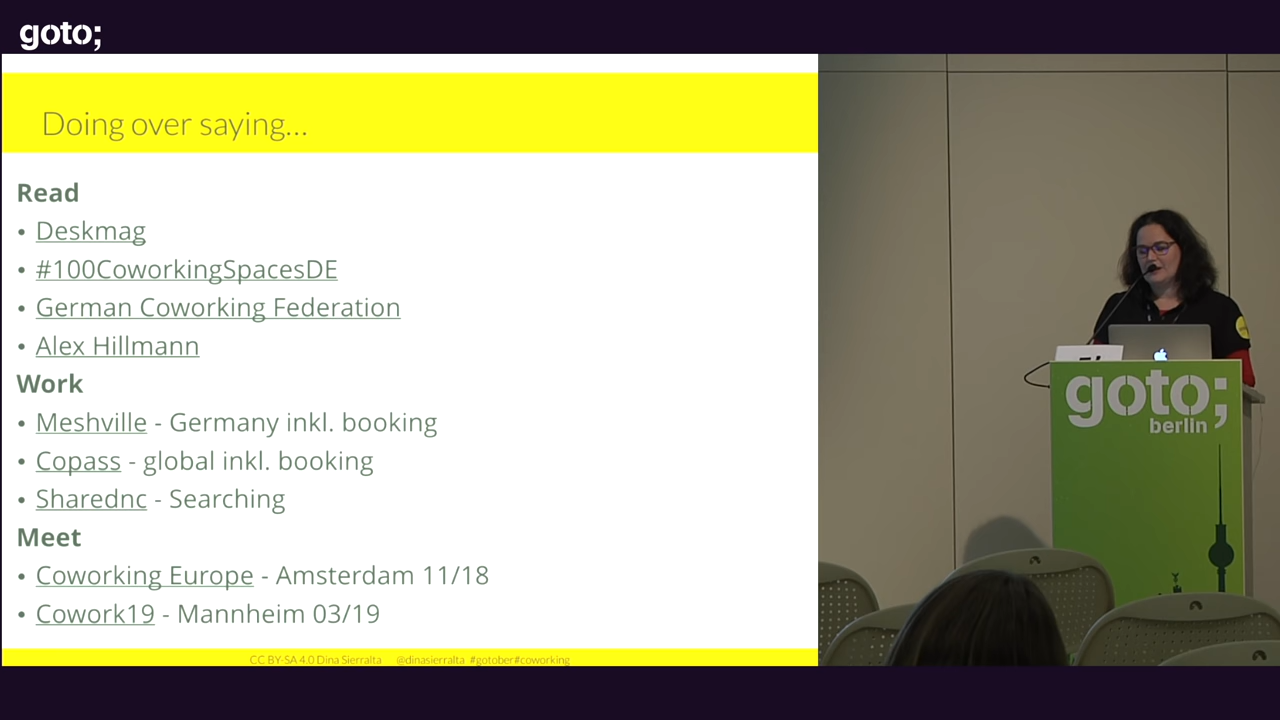 goto;
Doing over saying...
Read
• Deskmag
• #100CoworkingSpacesDE
• German Coworking Federation
• Alex Hillmann
Work
• Meshville - Germany inkl. booking
• Copass - global inkl. booking
• Sharednc - Searching
Meet
• Coworking Europe - Amsterdam 11/18
• Cowork19 - Mannheim 03/19
CC BY-SA 4.0 Dina Sierralta @dinasierralta #gotober#coworking
goto;
berlin